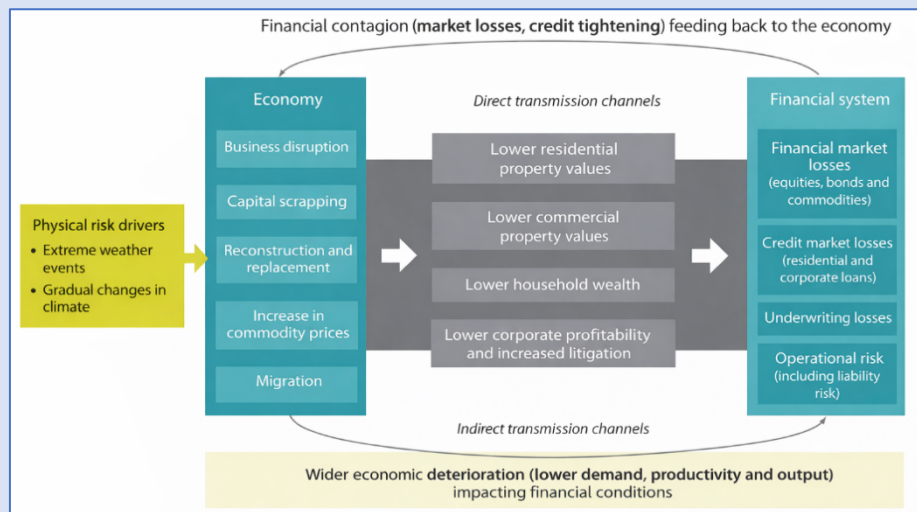 Financial contagion (market losses, credit tightening) feeding back to the economy
Economy
Business disruption
Capital scrapping
Reconstruction and
replacement
Increase in
commodity prices
Migration
Direct transmission channels
Lower residential
property values
Lower commercial
property values
Lower household wealth
Lower corporate profitability
and increased litigation
Financial system
Financial market
losses
(equities, bonds and
commodities)
Credit market losses
(residential and
corporate loans)
Underwriting losses
Operational risk
(including liability
risk)
Physical risk drivers
• Extreme weather
events
• Gradual changes in
climate
Indirect transmission channels
Wider economic deterioration (lower demand, productivity and output)
impacting financial conditions